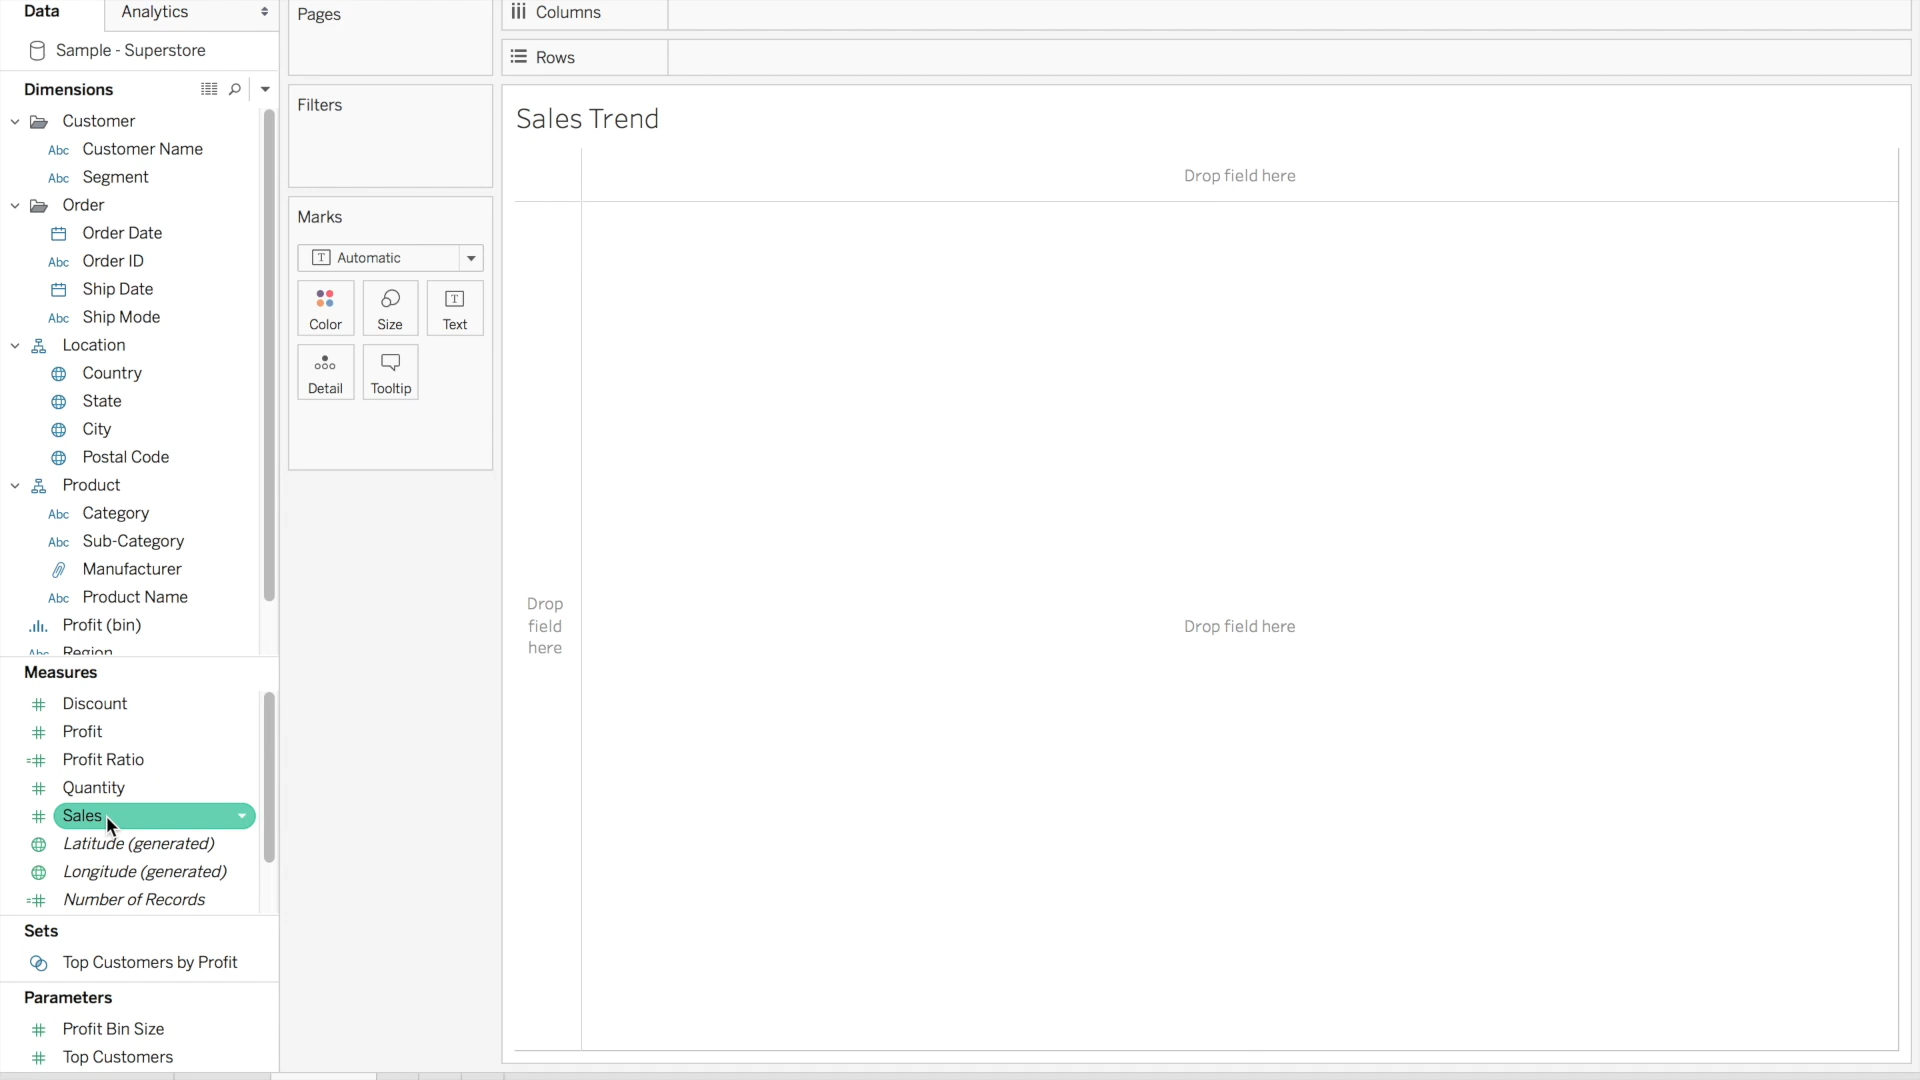 Data
Analytics
Sample - Superstore
Dimensions
Customer
Abc Customer Name
Abc Segment
Order
Order Date
Abc Order ID
Ship Date
Abc Ship Mode
Location
Country
State
City
Postal Code
Product
Abc Category
Abc Sub-Category
Manufacturer
Abc Product Name
Profit (bin)
Abc Region
Measures
# Discount
# Profit
=# Profit Ratio
# Quantity
# Sales
Latitude (generated)
Longitude (generated)
=# Number of Records
Sets
Top Customers by Profit
Parameters
# Profit Bin Size
# Top Customers
Pages
Filters
Marks
T Automatic
Color
Size
T
Text
Detail
Tooltip
Columns
Rows
Sales Trend
Drop field here
Drop
field
here
Drop field here